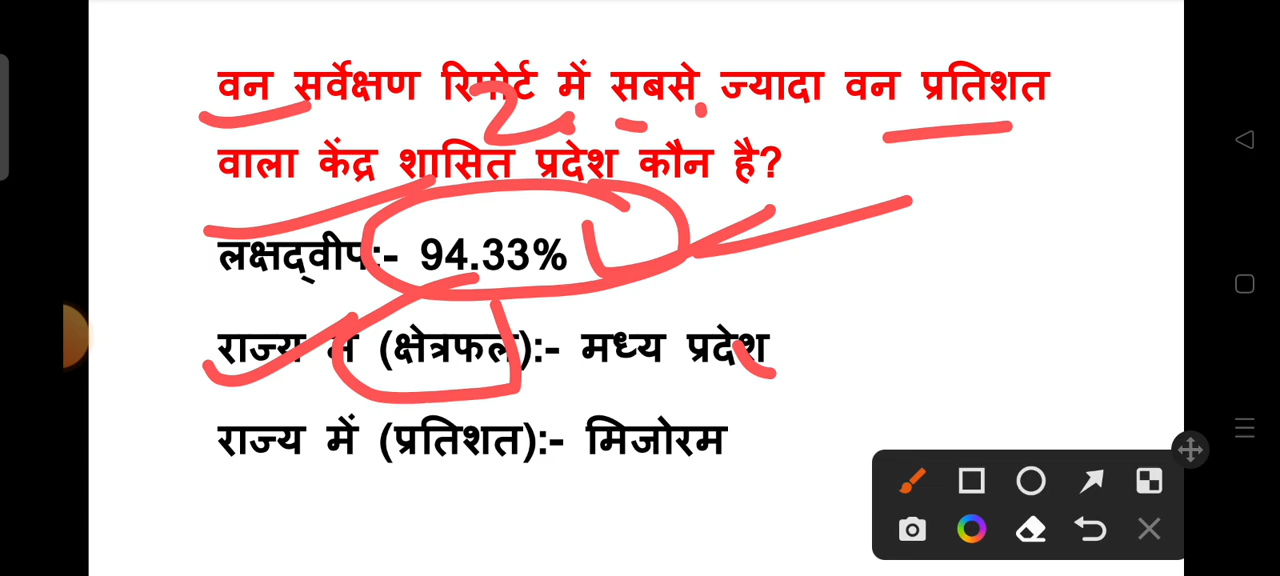 वन सर्वेक्षण रिपोर्ट में सबसे ज्यादा वन प्रतिशत
वाला केंद्र शासित प्रदेश कौन है?
लक्षद्वीप:- 94.33%
राज्य में (क्षेत्रफल):- मध्य प्रदेश
राज्य में (प्रतिशत):- मिजोरम